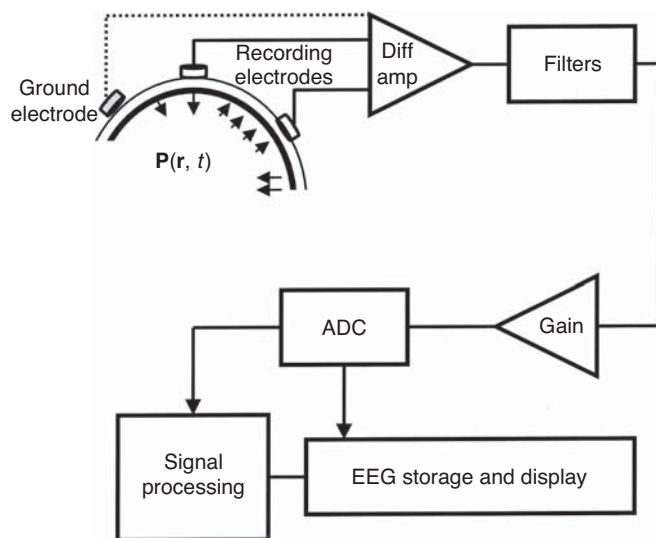 Ground
electrode
Recording
electrodes
Diff
amp
Filters
P(r, t)
ADC
Gain
Signal
processing
EEG storage and display